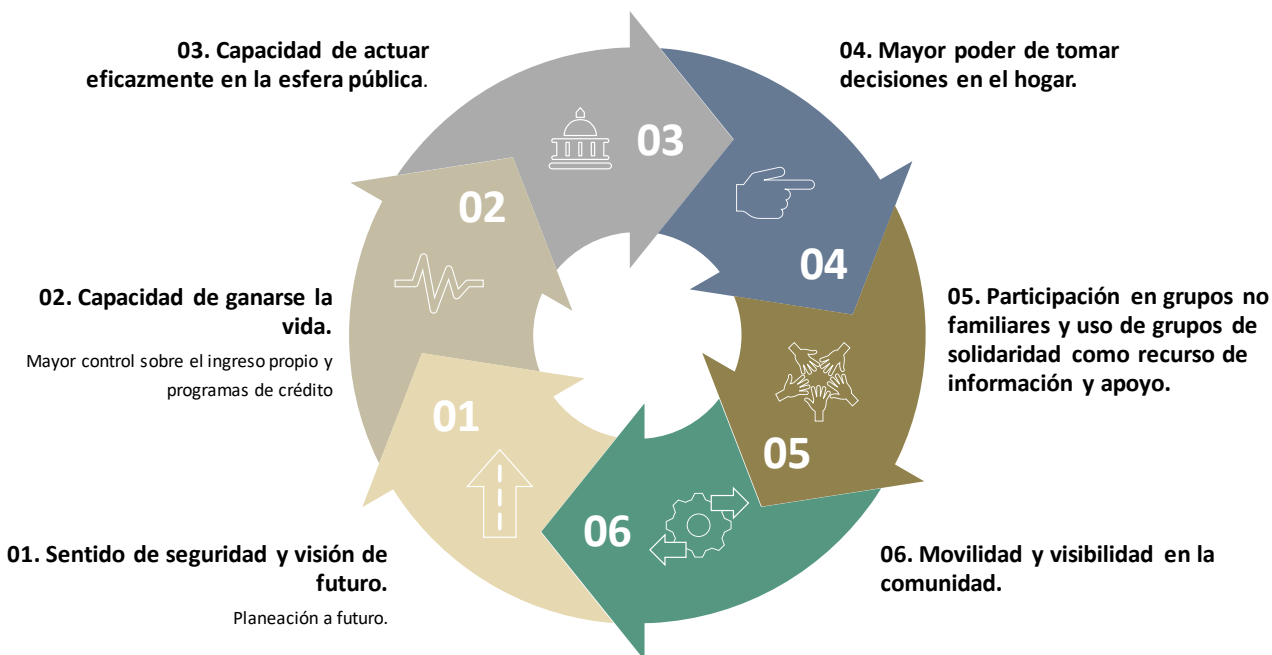 03. Capacidad de actuar
eficazmente en la esfera pública.
04. Mayor poder de tomar
decisiones en el hogar.
03
02
04
02. Capacidad de ganarse la
vida.
Mayor control sobre el ingreso propio y
programas de crédito
05. Participación en grupos no
familiares y uso de grupos de
solidaridad como recurso de
información y apoyo.
01
05
06
01. Sentido de seguridad y visión de
futuro.
Planeación a futuro.
06. Movilidad y visibilidad en la
comunidad.